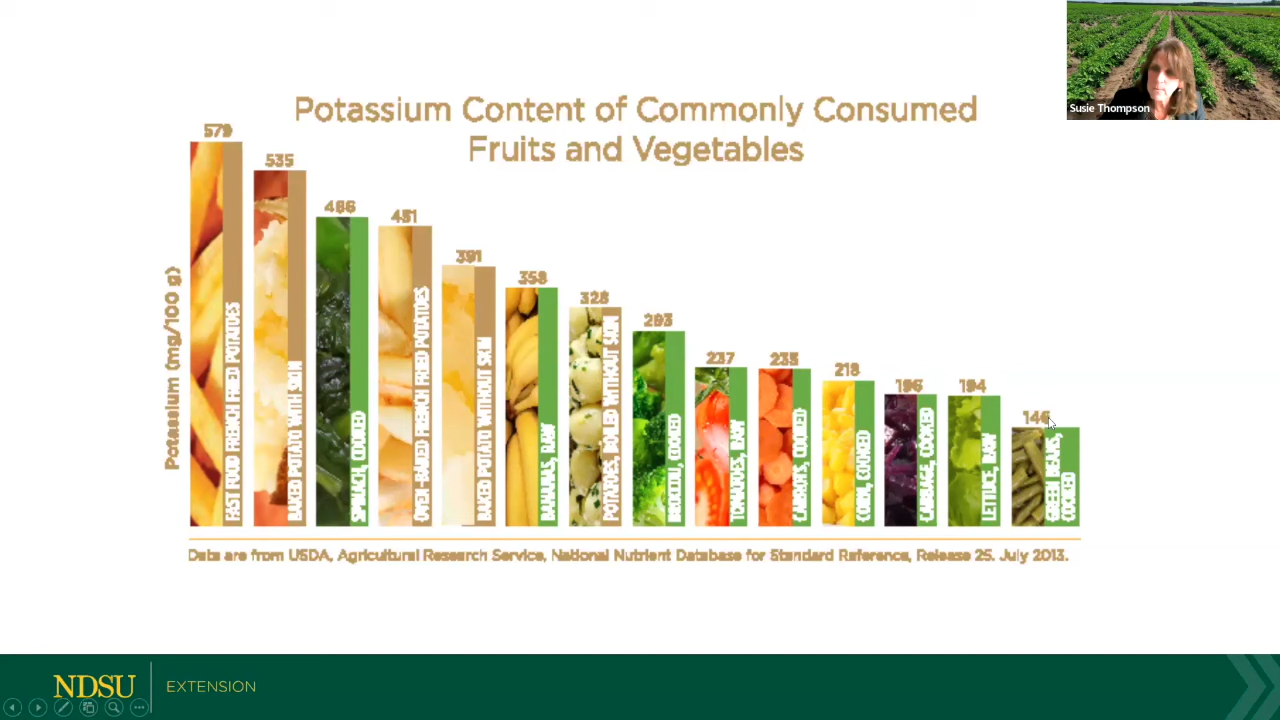 Susie Thompson
Potassium Content of Commonly Consumed
Fruits and Vegetables
Potassium (mg/100 g)
579
FAST FOOD FRENCH FRIED POTATOES
535
BAKED POTATO WITH SKIN
466
SPINACH, COOKED
451
OVEN-BAKED FRENCH FRIED POTATOES
391
BAKED POTATO WITHOUT SKIN
358
BANANAS, RAW
328
POTATOES, BOILED WITHOUT SKIN
293
BROCCOLI, COOKED
237
TOMATOES, RAW
235
CARROTS, COOKED
218
CORN, COOKED
196
CABBAGE, COOKED
194
LETTUCE, RAW
146
GREEN BEANS,
COOKED
Data are from USDA, Agricultural Research Service, National Nutrient Database for Standard Reference, Release 25. July 2013.
NDSU
EXTENSION